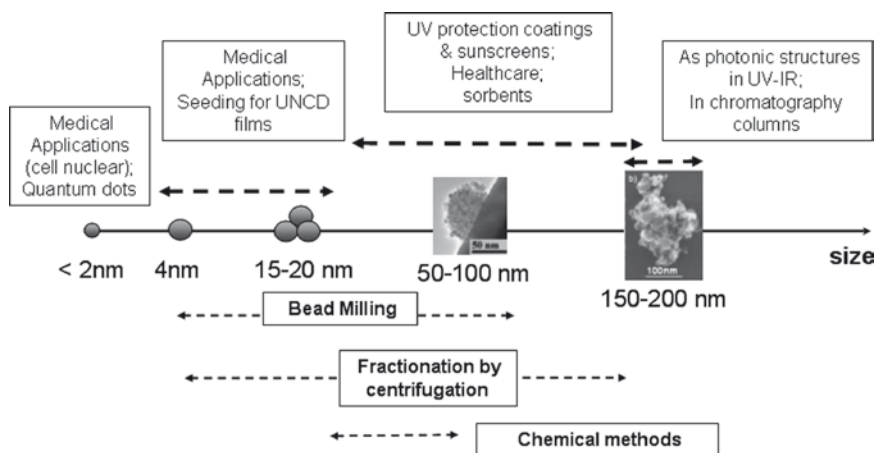 Medical
Applications
(cell nuclear);
Quantum dots
Medical
Applications;
Seeding for UNCD
films
UV protection coatings
& sunscreens;
Healthcare;
sorbents
As photonic structures
in UV-IR;
In chromatography
columns
50 nm
b)
100nm
size
< 2nm
4nm
15-20 nm
50-100 nm
150-200 nm
Bead Milling
Fractionation by
centrifugation
Chemical methods